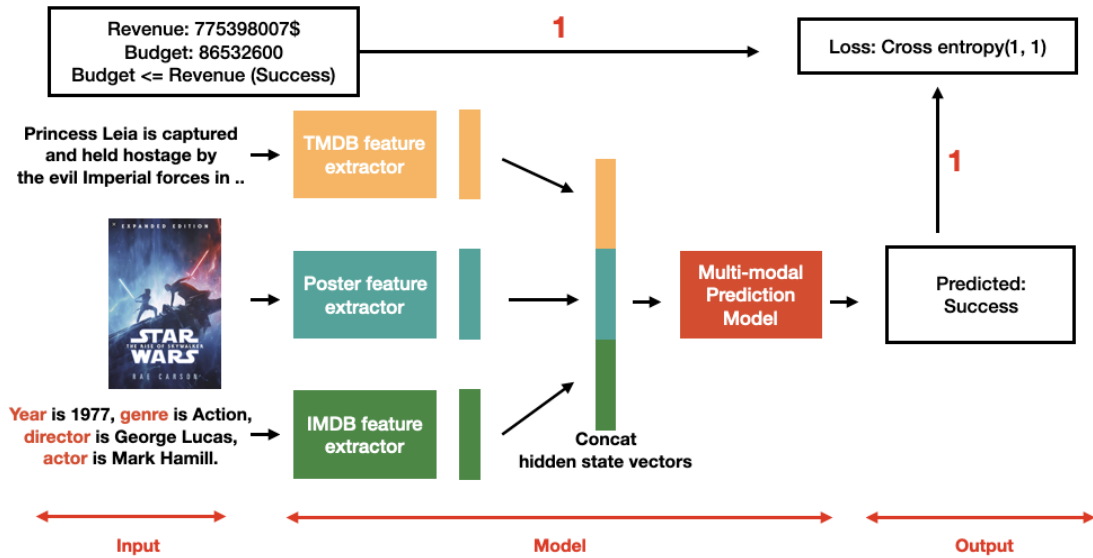 Revenue: 775398007$
Budget: 86532600
Budget <= Revenue (Success)
1
Loss: Cross entropy(1, 1)
Princess Leia is captured
and held hostage by
the evil Imperial forces in ..
TMDB feature
extractor
1
EXPANDED EDITION
STAR
THE RISE OF SKYWALKER
WARS
RAE CARSON
Poster feature
extractor
Multi-modal
Prediction
Model
Predicted:
Success
Year is 1977, genre is Action,
director is George Lucas,
actor is Mark Hamill.
IMDB feature
extractor
Concat
hidden state vectors
Input
Model
Output